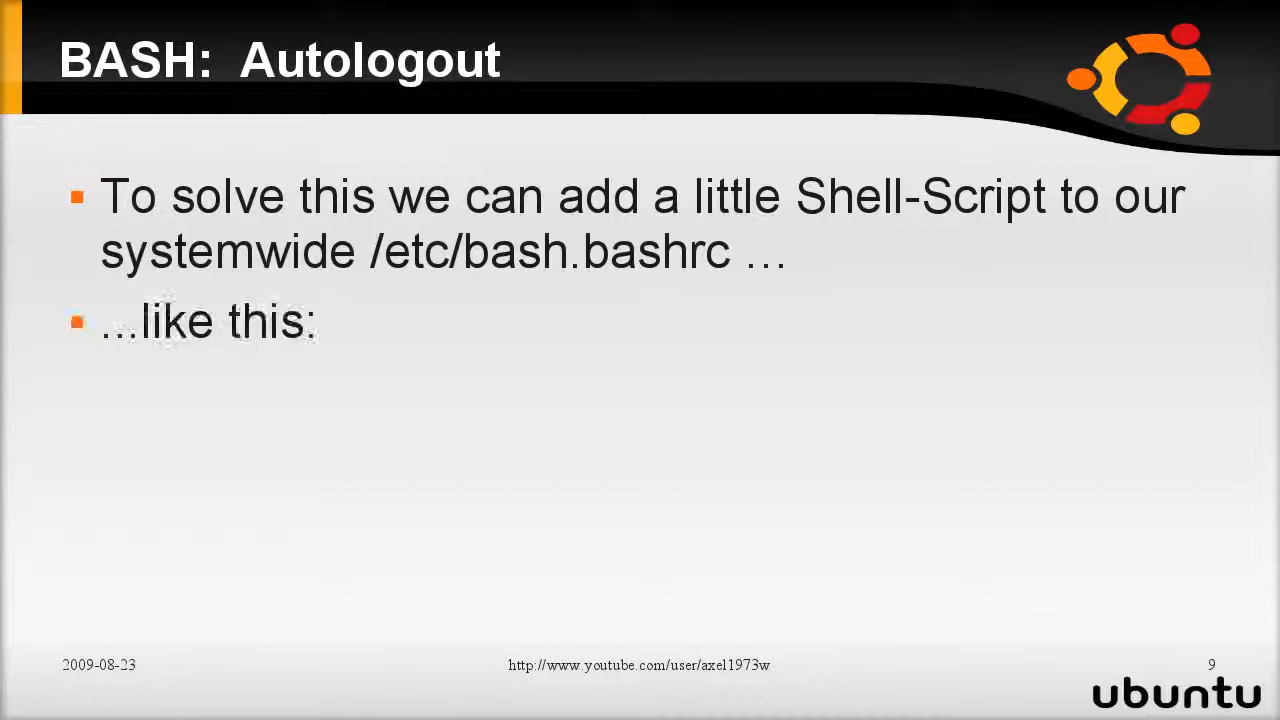 BASH: Autologout
To solve this we can add a little Shell-Script to our
systemwide /etc/bash.bashrc …
...like this:
2009-08-23
http://www.youtube.com/user/axel1973w
9
ubuntu